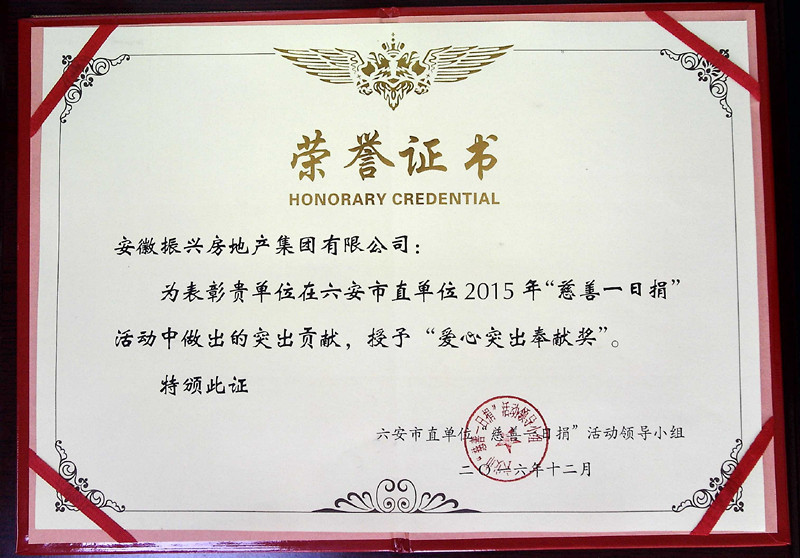 荣誉证书
HONORARY CREDENTIAL
安徽振兴房地产集团有限公司：
为表彰贵单位在六安市直单位2015年“慈善一日捐”
活动中做出的突出贡献，授予“爱心突出奉献奖”。
特颁此证
六安市直单位“慈善一日捐”活动领导小组
二〇一六年十二月